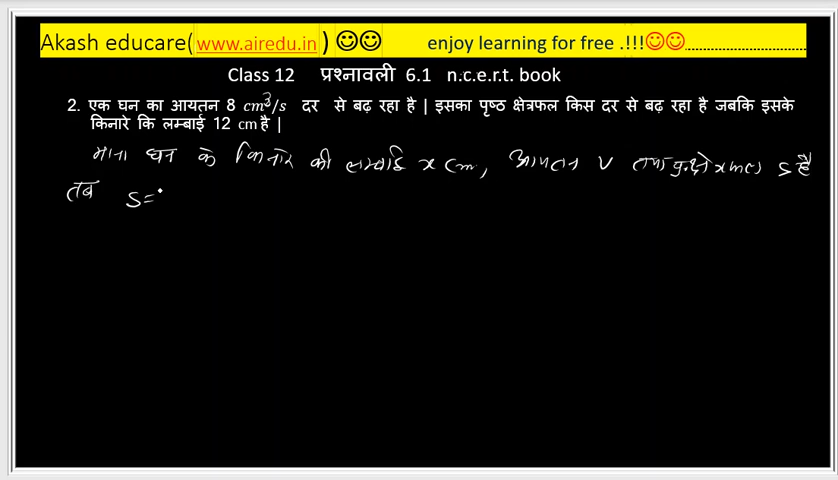 Akash educare( www.airedu.in ) ☺☺ enjoy learning for free .!!!☺☺...............................
Class 12 प्रश्नावली 6.1 n.c.e.r.t. book
2. एक घन का आयतन 8 cm³/s दर से बढ़ रहा है | इसका पृष्ठ क्षेत्रफल किस दर से बढ़ रहा है जबकि इसके
किनारे कि लम्बाई 12 cm है |
माना घन के किनारे की लम्बाई x cm, आयतन V तथा पृ.क्षेत्रफल S है
तब S=